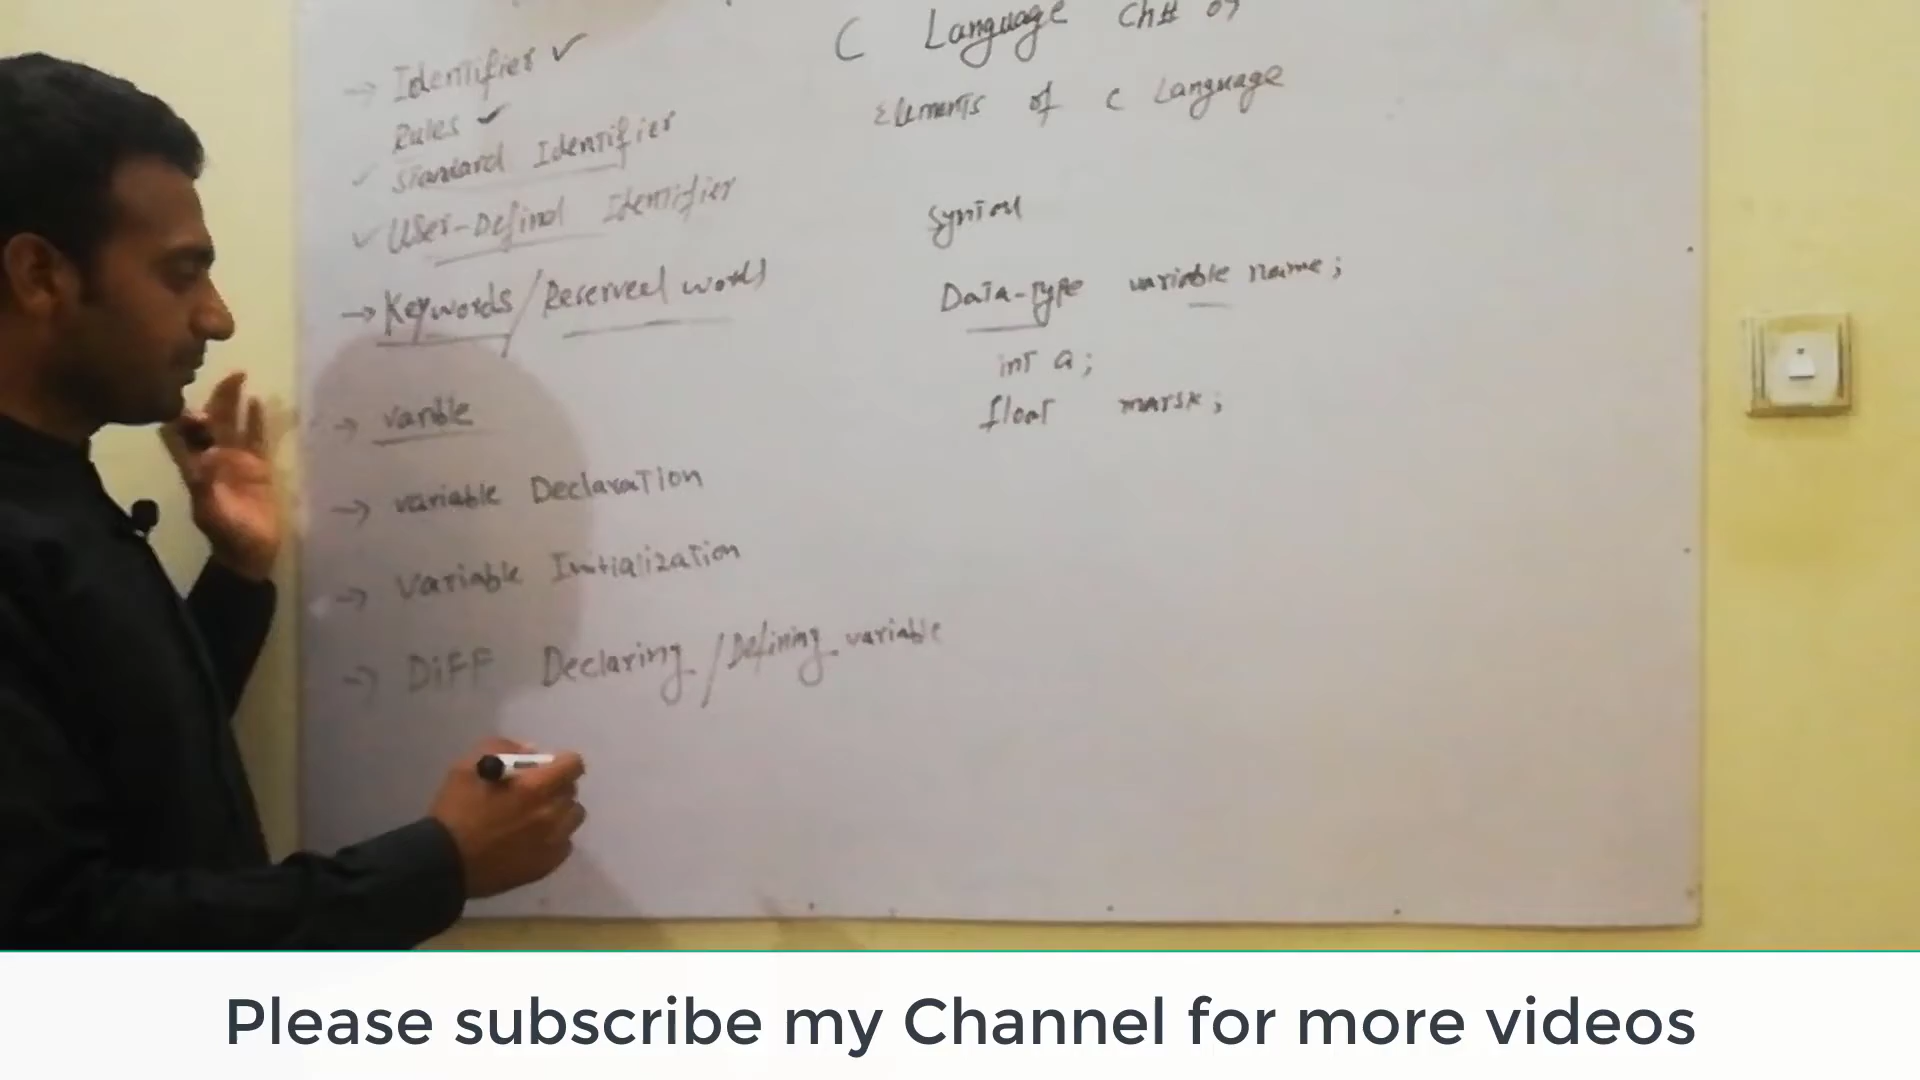 C Language Ch# 09
Elements of C Language
→ Identifier ✓
Rules ✓
✓ Standard Identifier
✓ User-Defind Identifier
→ Keywords/Reserved words
→ varible
→ variable Declaration
→ Variable Initialization
→ DIFF Declaring/Defining variable
Syntax
Data-Type variable name;
int a;
float marsk;
Please subscribe my Channel for more videos